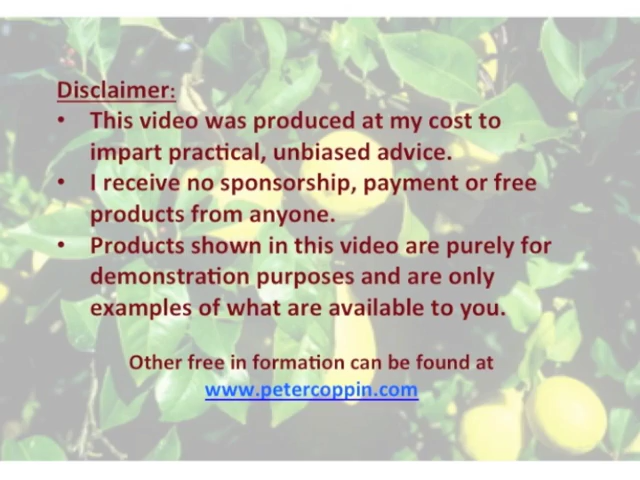 Disclaimer:
• This video was produced at my cost to
impart practical, unbiased advice.
• I receive no sponsorship, payment or free
products from anyone.
• Products shown in this video are purely for
demonstration purposes and are only
examples of what are available to you.
Other free in formation can be found at
www.petercoppin.com